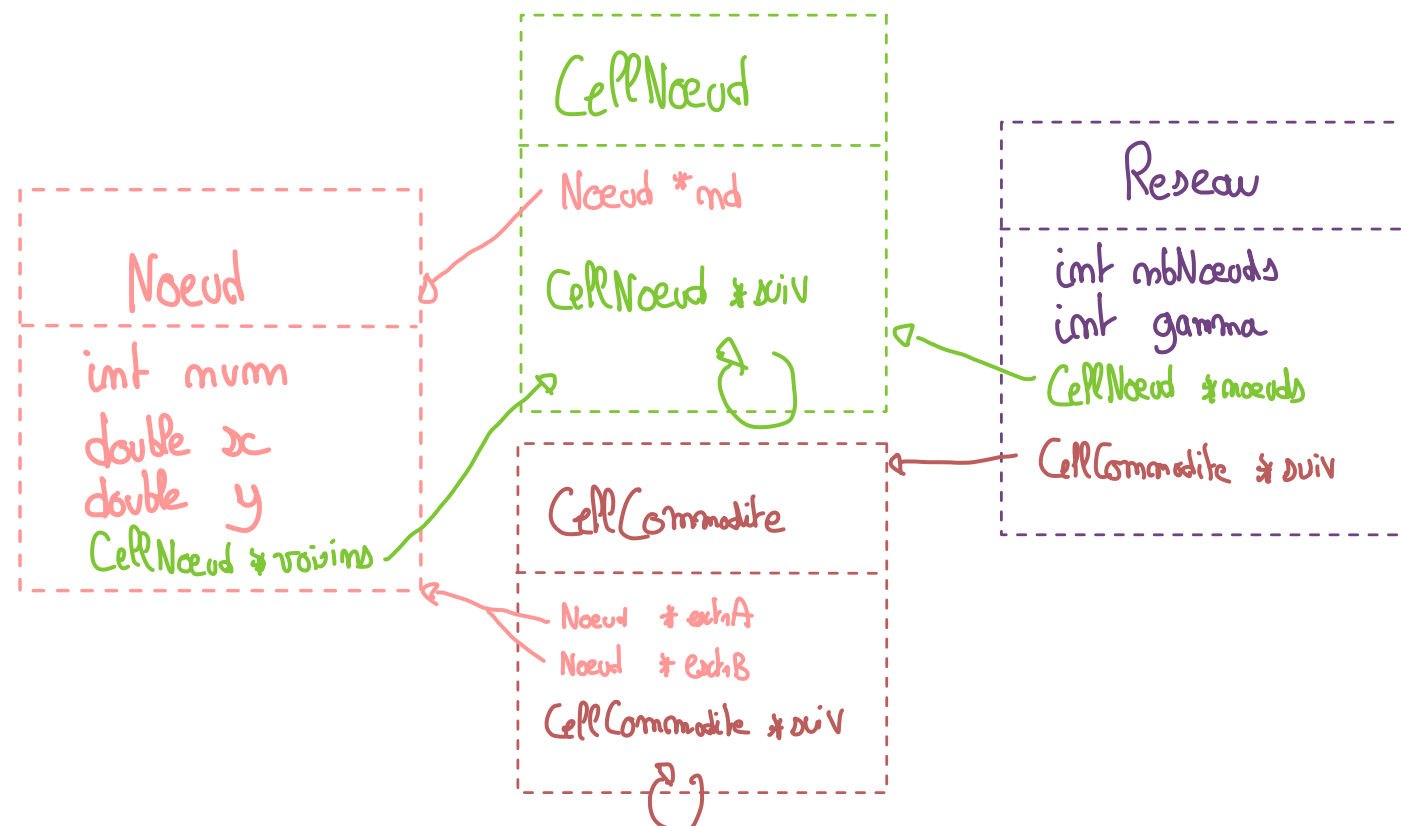 Noeud
int num
double x
double y
CellNoeud *voisins
CellNoeud
Noeud *nd
CellNoeud *suiv
CellCommodite
Noeud *extrA
Noeud *extrB
CellCommodite *suiv
Reseau
int nbNoeuds
int gamma
CellNoeud *noeuds
CellCommodite *suiv